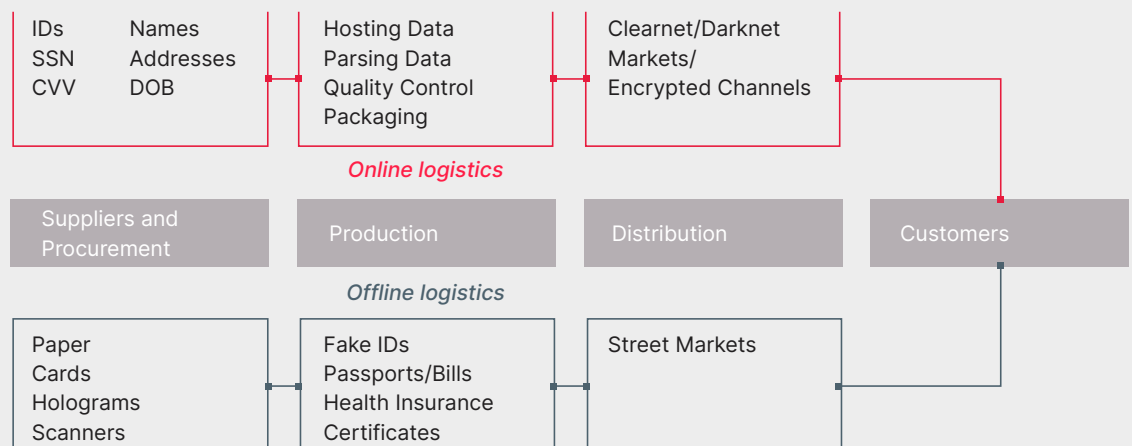 IDs Names
SSN Addresses
CVV DOB
Hosting Data
Parsing Data
Quality Control
Packaging
Clearnet/Darknet
Markets/
Encrypted Channels
Online logistics
Suppliers and
Procurement
Production
Distribution
Customers
Offline logistics
Paper
Cards
Holograms
Scanners
Fake IDs
Passports/Bills
Health Insurance
Certificates
Street Markets